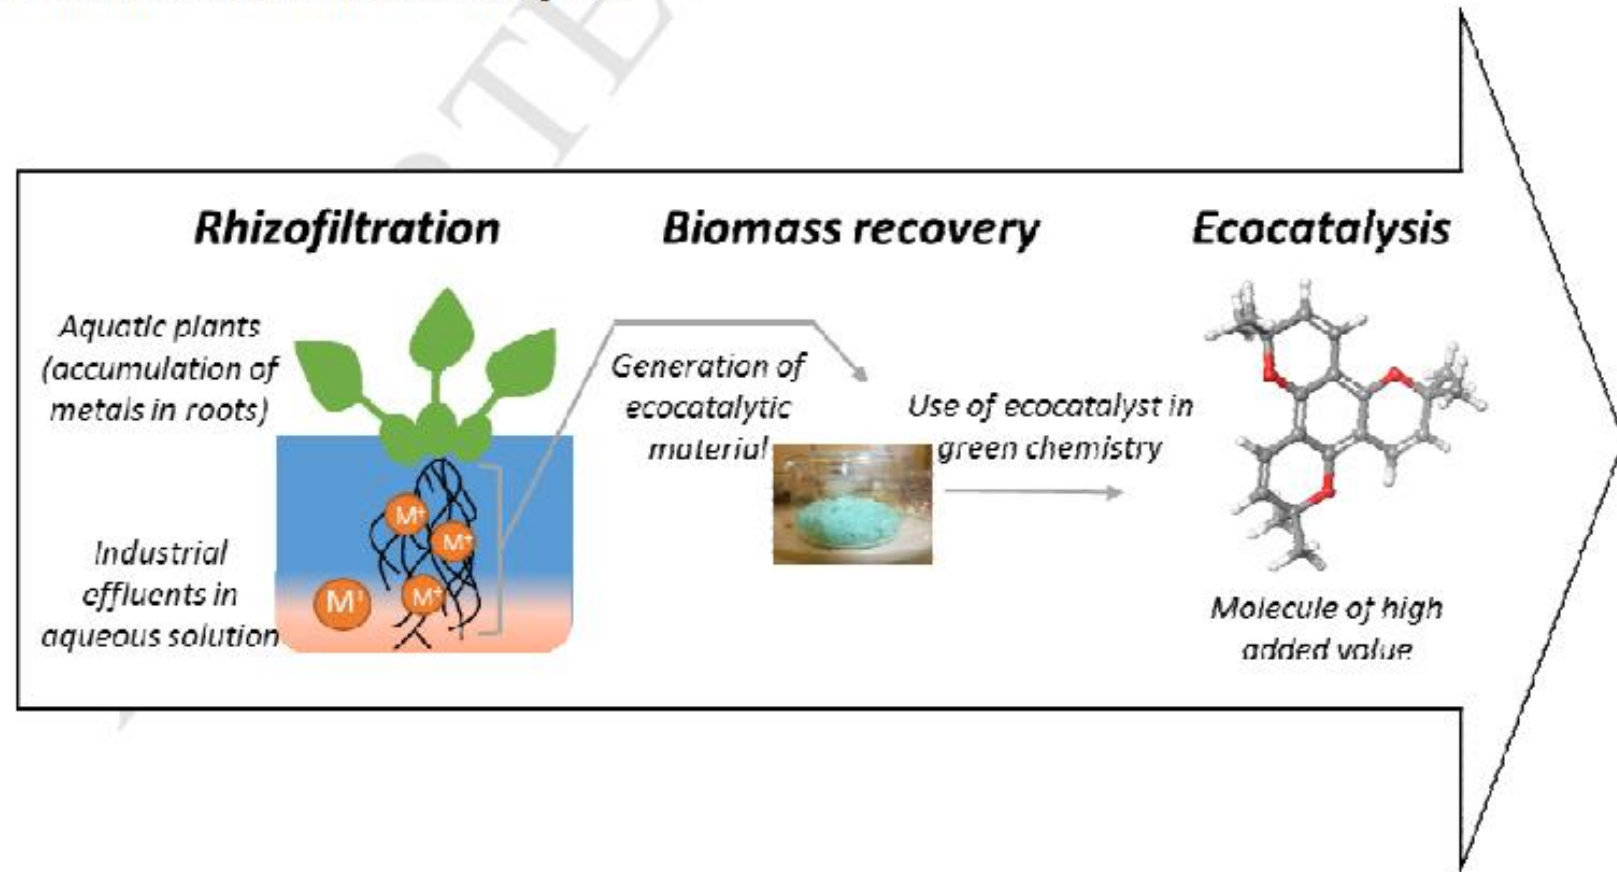 Rhizofiltration
Biomass recovery
Ecocatalysis
Aquatic plants
(accumulation of
metals in roots)
Industrial
effluents in
aqueous solution
M⁺
M⁺
M⁺
M⁺
Generation of
ecocatalytic
material
Use of ecocatalyst in
green chemistry
Molecule of high
added value